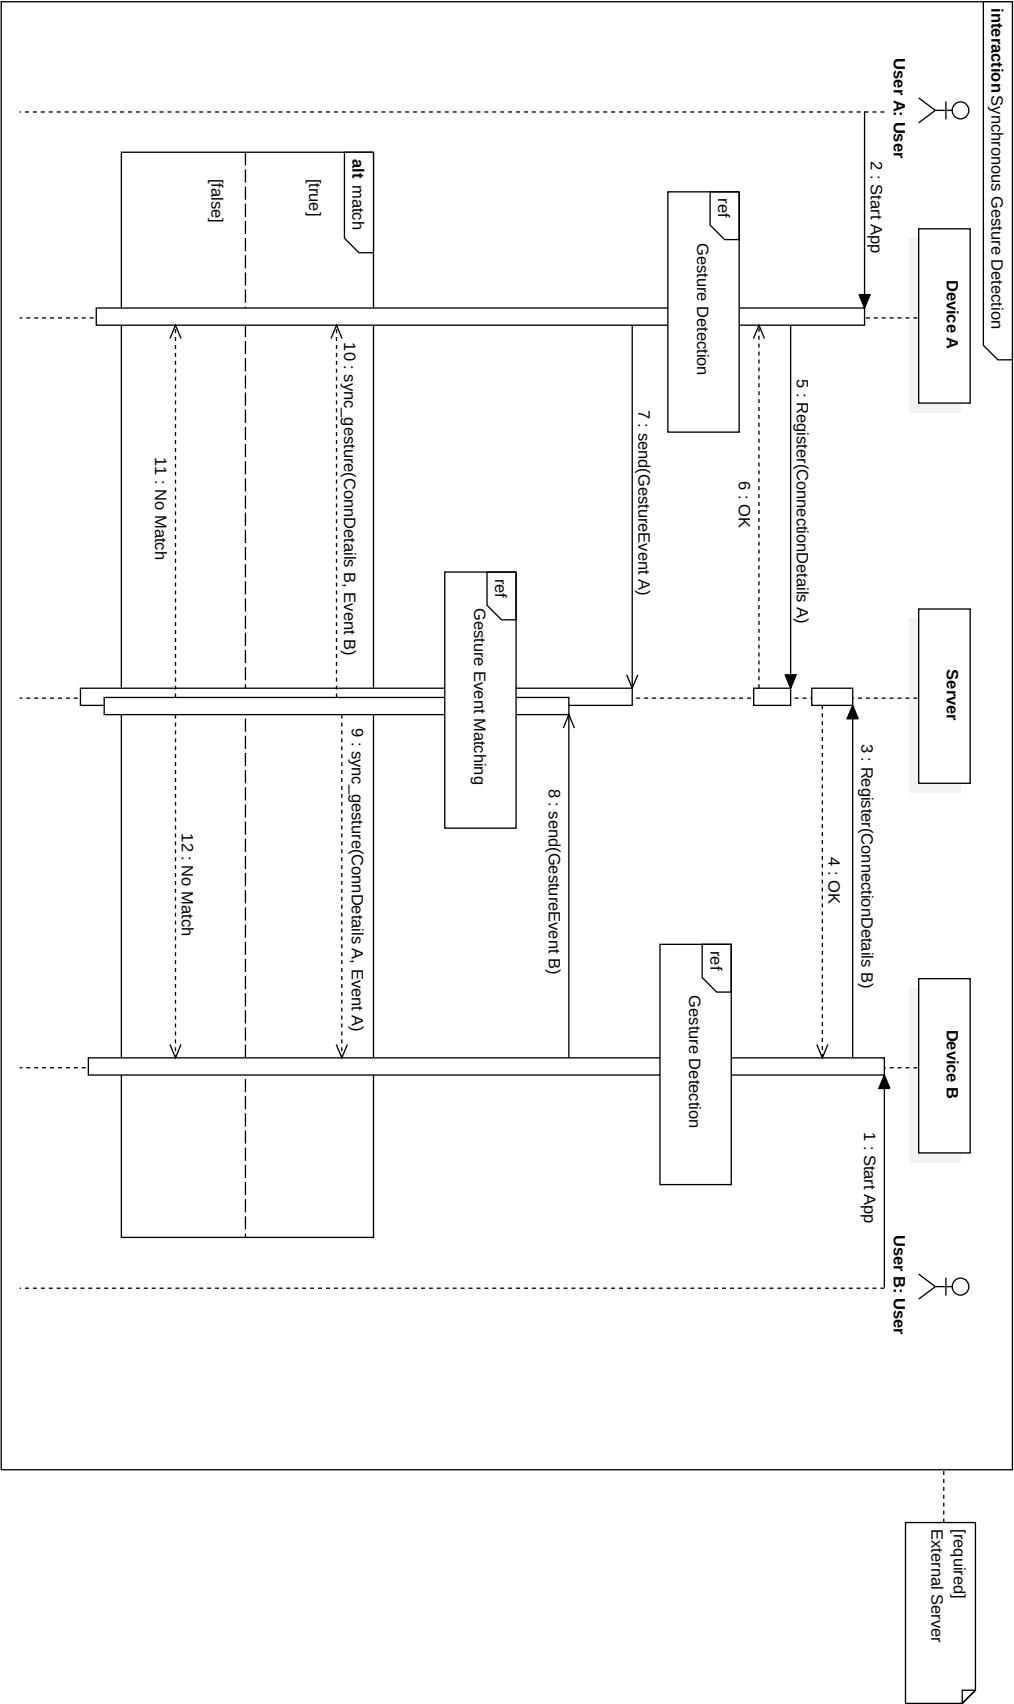 interaction Synchronous Gesture Detection
User A: User
Device A
Server
Device B
User B: User
[required]
External Server
1 : Start App
2 : Start App
3 : Register(ConnectionDetails B)
4 : OK
5 : Register(ConnectionDetails A)
6 : OK
ref
Gesture Detection
ref
Gesture Detection
7 : send(GestureEvent A)
8 : send(GestureEvent B)
ref
Gesture Event Matching
alt match
[true]
9 : sync_gesture(ConnDetails A, Event A)
10 : sync_gesture(ConnDetails B, Event B)
[false]
11 : No Match
12 : No Match